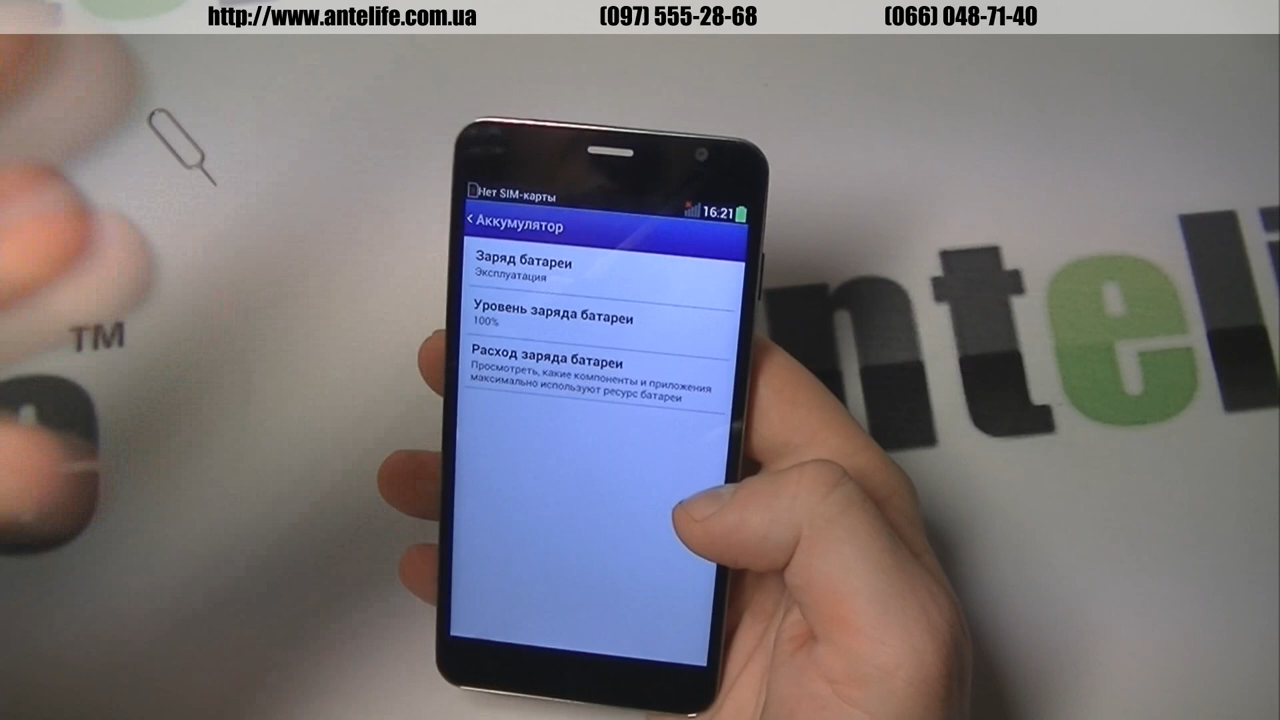 http://www.antelife.com.ua (097) 555-28-68 (066) 048-71-40
Нет SIM-карты
16:21
Аккумулятор
Заряд батареи
Эксплуатация
Уровень заряда батареи
100%
Расход заряда батареи
Просмотреть, какие компоненты и приложения
максимально используют ресурс батареи
TM
nteli